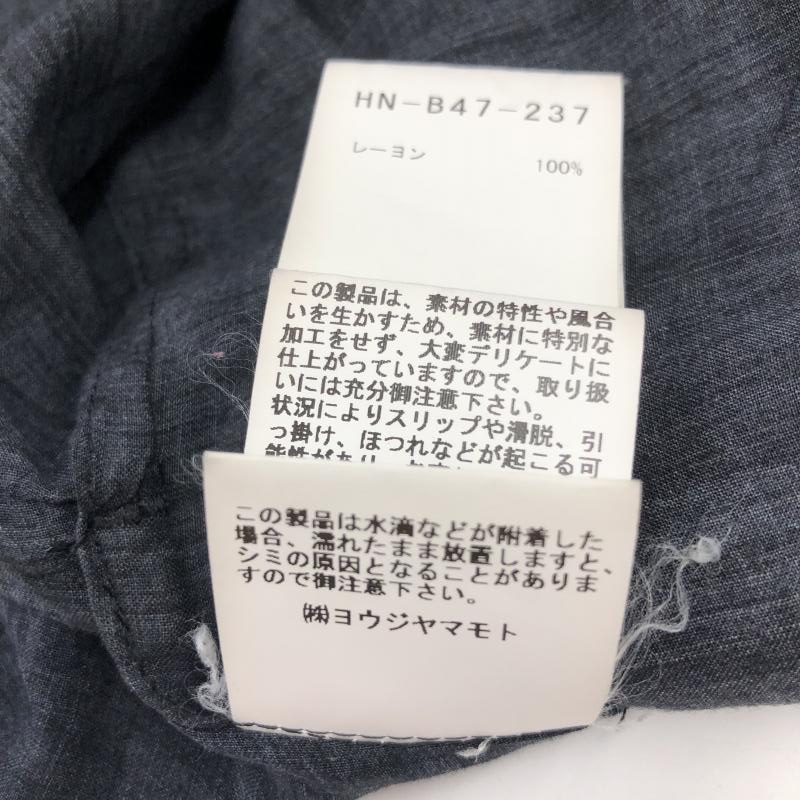 HN-B47-237
レーヨン 100%
この製品は、素材の特性や風合
いを生かすため、素材に特別な
加工をせず、大変デリケートに
仕上がっていますので、取り扱
いには充分御注意下さい。
状況によりスリップや滑脱、引
っ掛け、ほつれなどが起こる可
能性があり
この製品は水滴などが附着した
場合、濡れたまま放置しますと、
シミの原因となることがありま
すので御注意下さい。
㈱ヨウジヤマモト